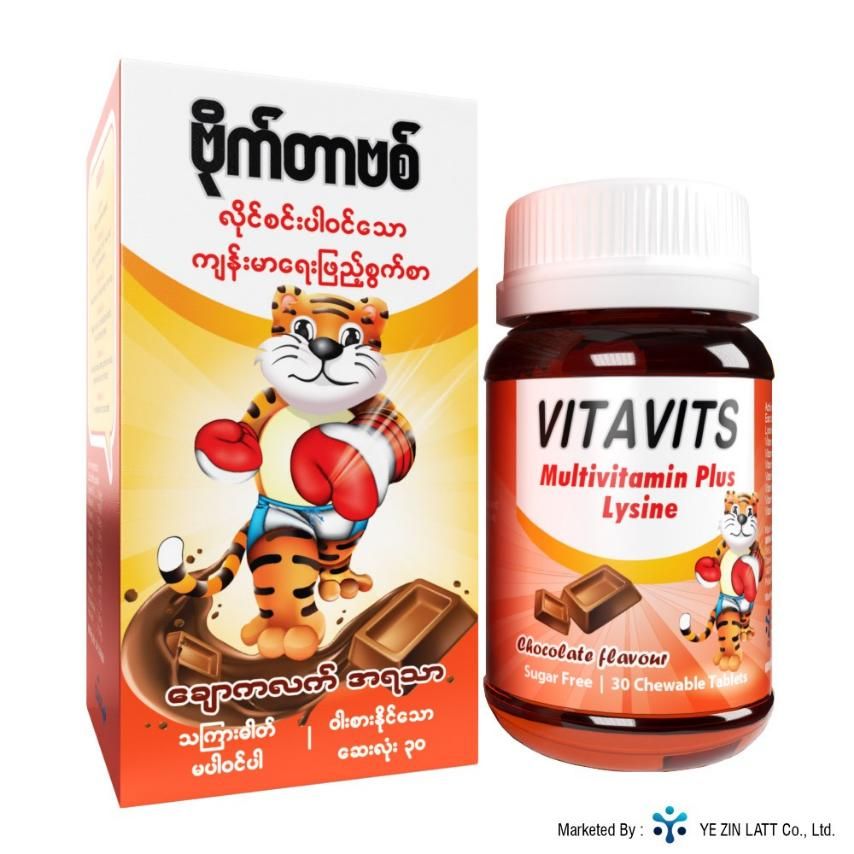 ဗိုက်တာဗစ်
လိုင်စင်းပါဝင်သော
ကျန်းမာရေးဖြည့်စွက်စာ
ချောကလက် အရသာ
သကြားဓါတ်
မပါဝင်ပါ
ဝါးစားနိုင်သော
ဆေးလုံး ၃၀
VITAVITS
Multivitamin Plus
Lysine
Chocolate flavour
Sugar Free | 30 Chewable Tablets
Marketed By : YE ZIN LATT Co., Ltd.